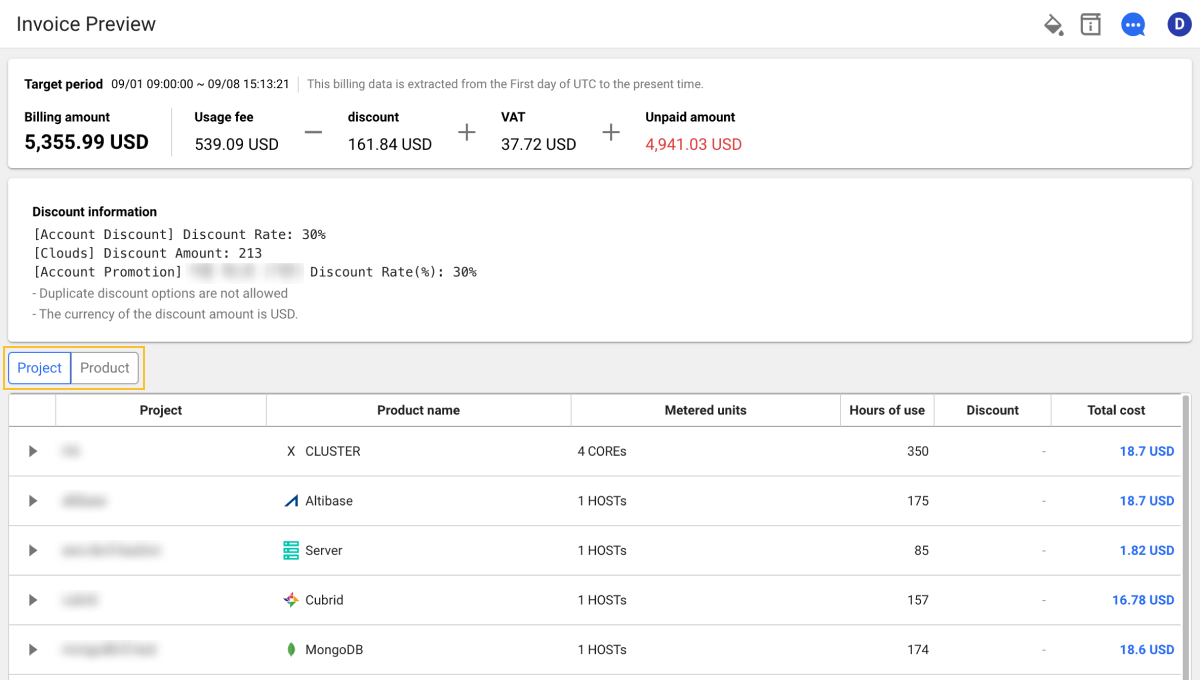 Invoice Preview
D
Target period 09/01 09:00:00 ~ 09/08 15:13:21 This billing data is extracted from the First day of UTC to the present time.
Billing amount Usage fee discount VAT Unpaid amount
5,355.99 USD 539.09 USD − 161.84 USD + 37.72 USD + 4,941.03 USD
Discount information
[Account Discount] Discount Rate: 30%
[Clouds] Discount Amount: 213
[Account Promotion] Discount Rate(%): 30%
- Duplicate discount options are not allowed
- The currency of the discount amount is USD.
Project Product
Project Product name Metered units Hours of use Discount Total cost
X CLUSTER 4 COREs 350 - 18.7 USD
Altibase 1 HOSTs 175 - 18.7 USD
Server 1 HOSTs 85 - 1.82 USD
Cubrid 1 HOSTs 157 - 16.78 USD
MongoDB 1 HOSTs 174 - 18.6 USD